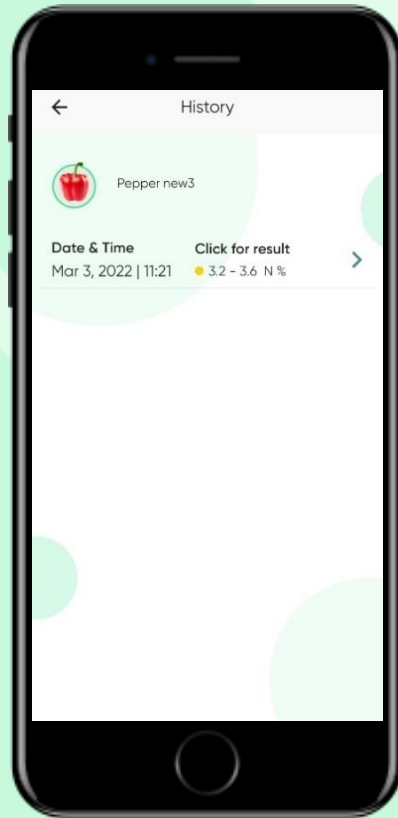 History
Pepper new3
Date & Time Click for result
Mar 3, 2022 | 11:21 3.2 - 3.6 N %